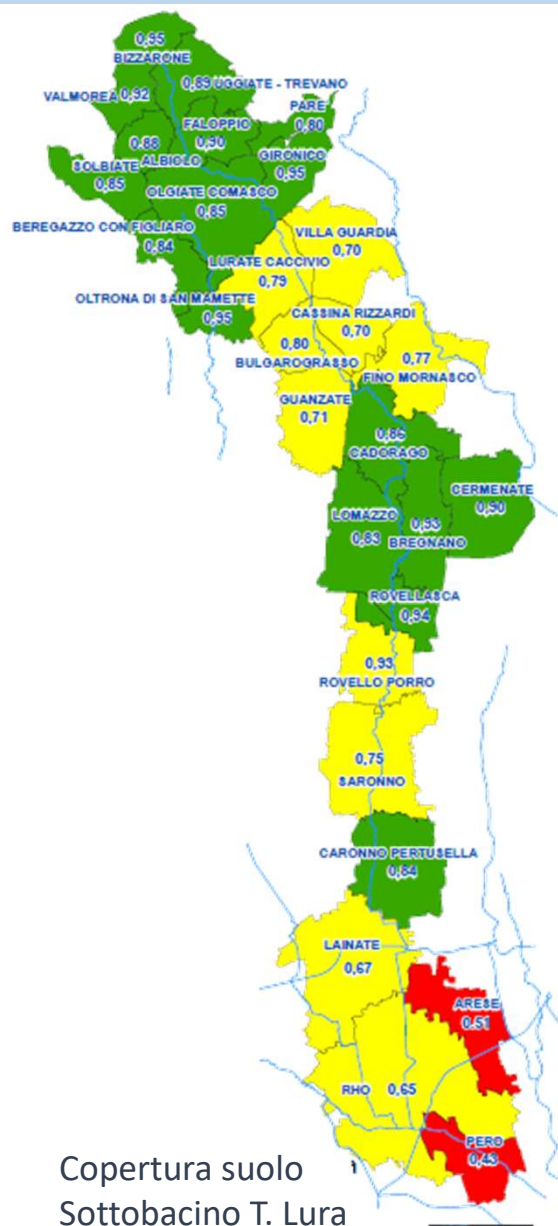 0,95
BIZZARONE
0,89 UGGIATE - TREVANO
VALMOREA 0,92
PARE
0,80
FALOPPIO
0,90
0,88
ALBIOLO
GIRONICO
0,95
SOLBIATE
0,85
OLGIATE COMASCO
0,85
BEREGAZZO CON FIGLIARO
0,84
VILLA GUARDIA
0,70
LURATE CACCIVIO
0,79
OLTRONA DI SAN MAMETTE
0,95
CASSINA RIZZARDI
0,70
0,80
BULGAROGRASSO
0,77
FINO MORNASCO
GUANZATE
0,71
0,86
CADORAGO
CERMENATE
0,90
LOMAZZO
0,83
0,93
BREGNANO
ROVELLASCA
0,94
0,93
ROVELLO PORRO
0,75
SARONNO
CARONNO PERTUSELLA
0,84
LAINATE
0,67
ARESE
0,51
RHO 0,65
PERO
0,43
Copertura suolo
Sottobacino T. Lura